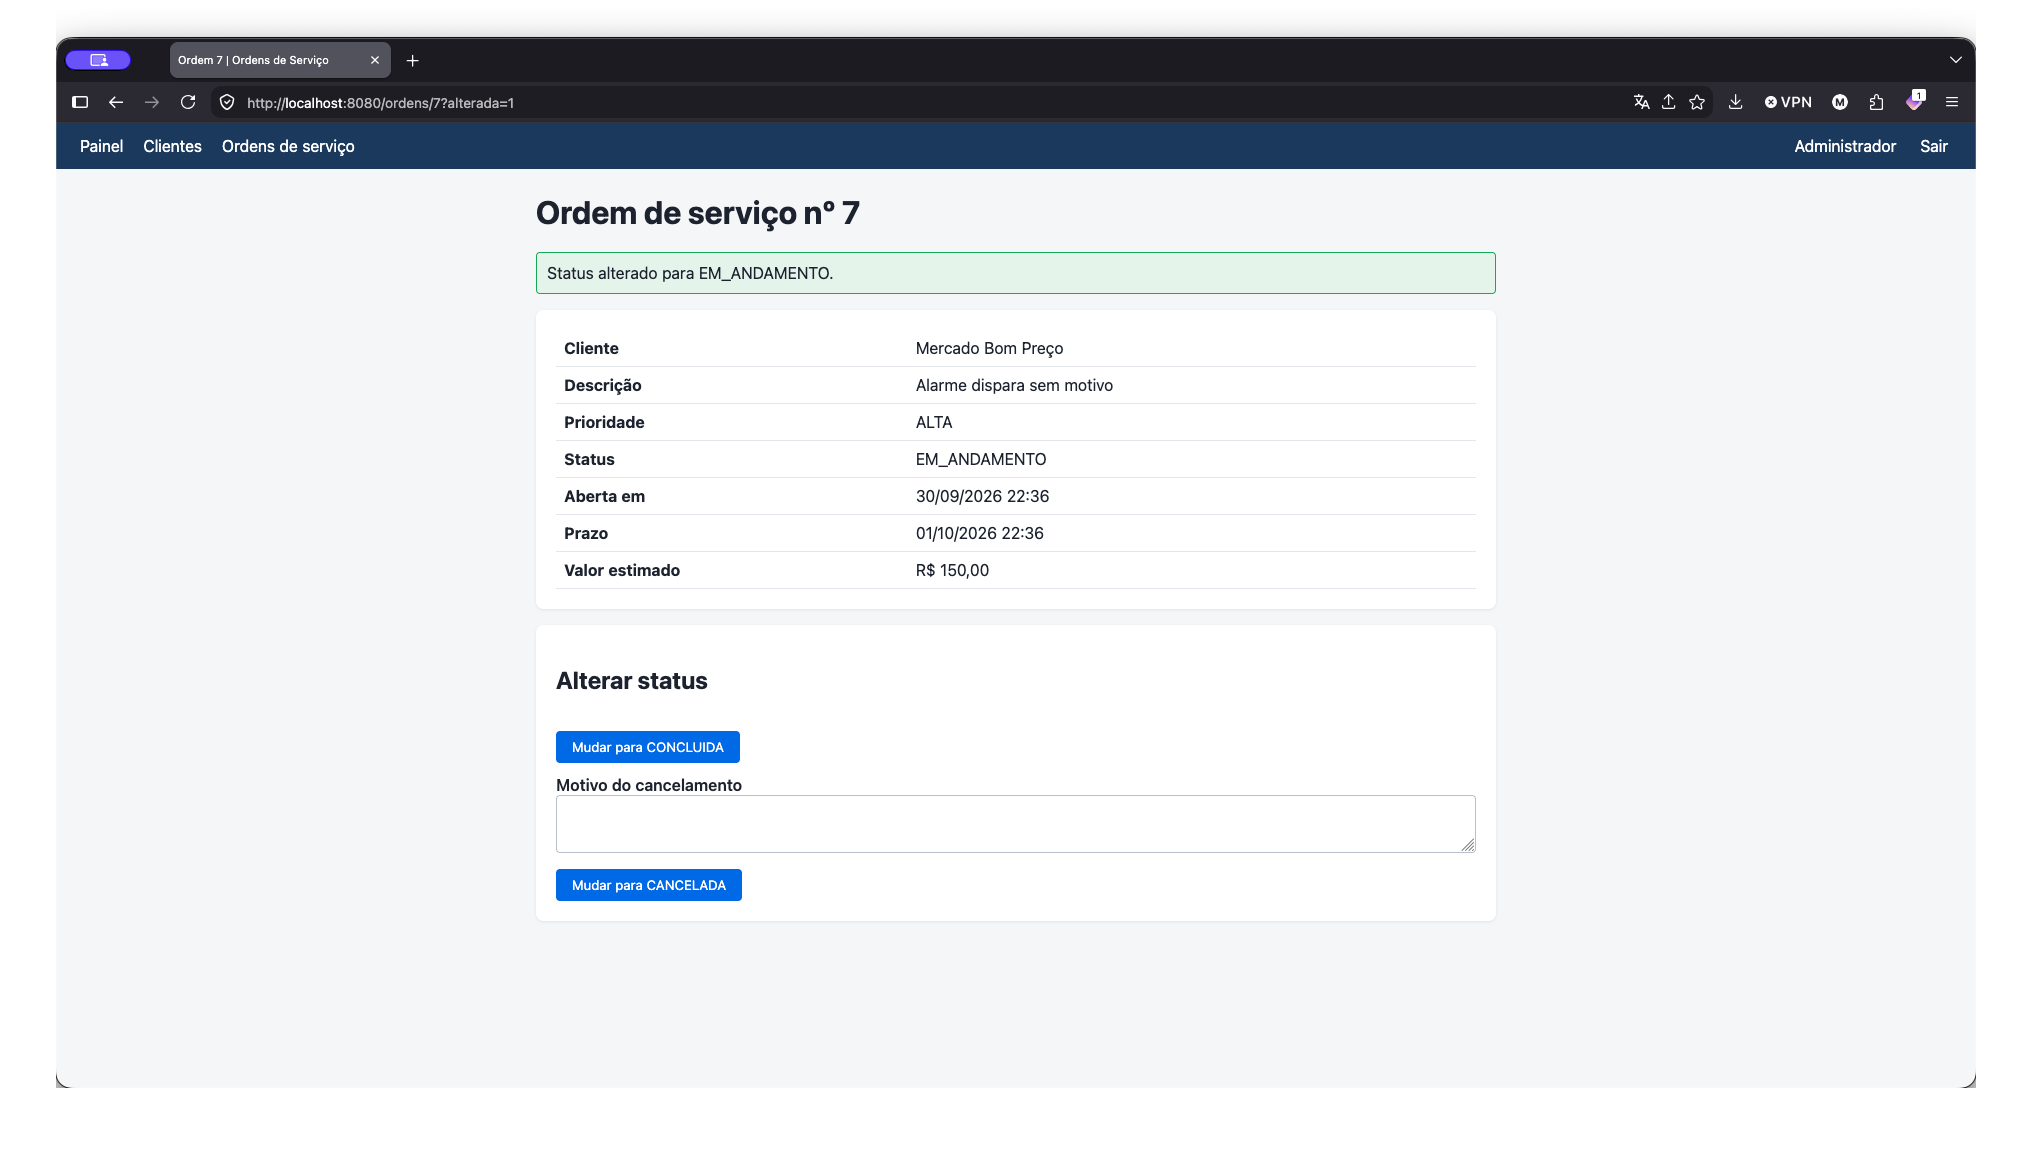 Ordem 7 | Ordens de Serviço
http://localhost:8080/ordens/7?alterada=1
VPN
M
1
Painel Clientes Ordens de serviço Administrador Sair
Ordem de serviço nº 7
Status alterado para EM_ANDAMENTO.
Cliente Mercado Bom Preço
Descrição Alarme dispara sem motivo
Prioridade ALTA
Status EM_ANDAMENTO
Aberta em 30/09/2026 22:36
Prazo 01/10/2026 22:36
Valor estimado R$ 150,00
Alterar status
Mudar para CONCLUIDA
Motivo do cancelamento
Mudar para CANCELADA